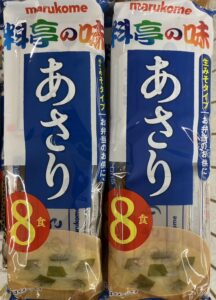 marukome
料亭の味
あさり
生みそタイプ
お弁当のお供に
8食
marukome
料亭の味
あさり
生みそタイプ
お弁当のお供に
8食